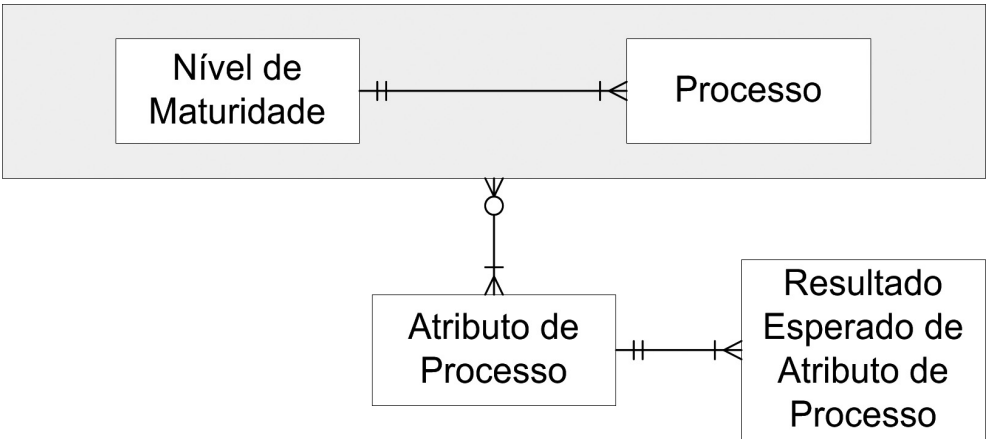 Nível de
Maturidade
Processo
Atributo de
Processo
Resultado
Esperado de
Atributo de
Processo